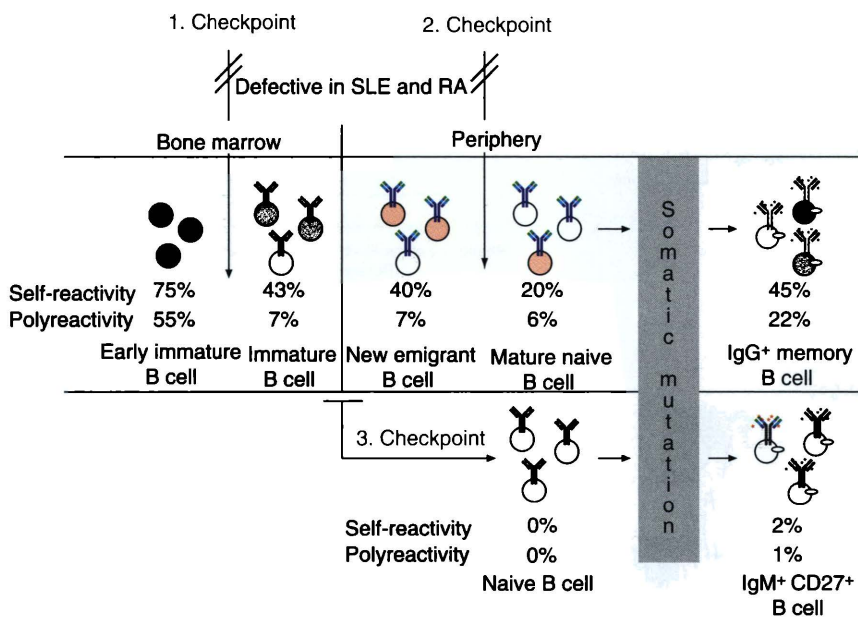 1. Checkpoint
2. Checkpoint
Defective in SLE and RA
Bone marrow
Periphery
Self-reactivity 75% 43% 40% 20% 45%
Polyreactivity 55% 7% 7% 6% 22%
Early immature
B cell
Immature
B cell
New emigrant
B cell
Mature naive
B cell
IgG+ memory
B cell
Somatic mutation
3. Checkpoint
Self-reactivity 0% 2%
Polyreactivity 0% 1%
Naive B cell
IgM+ CD27+
B cell